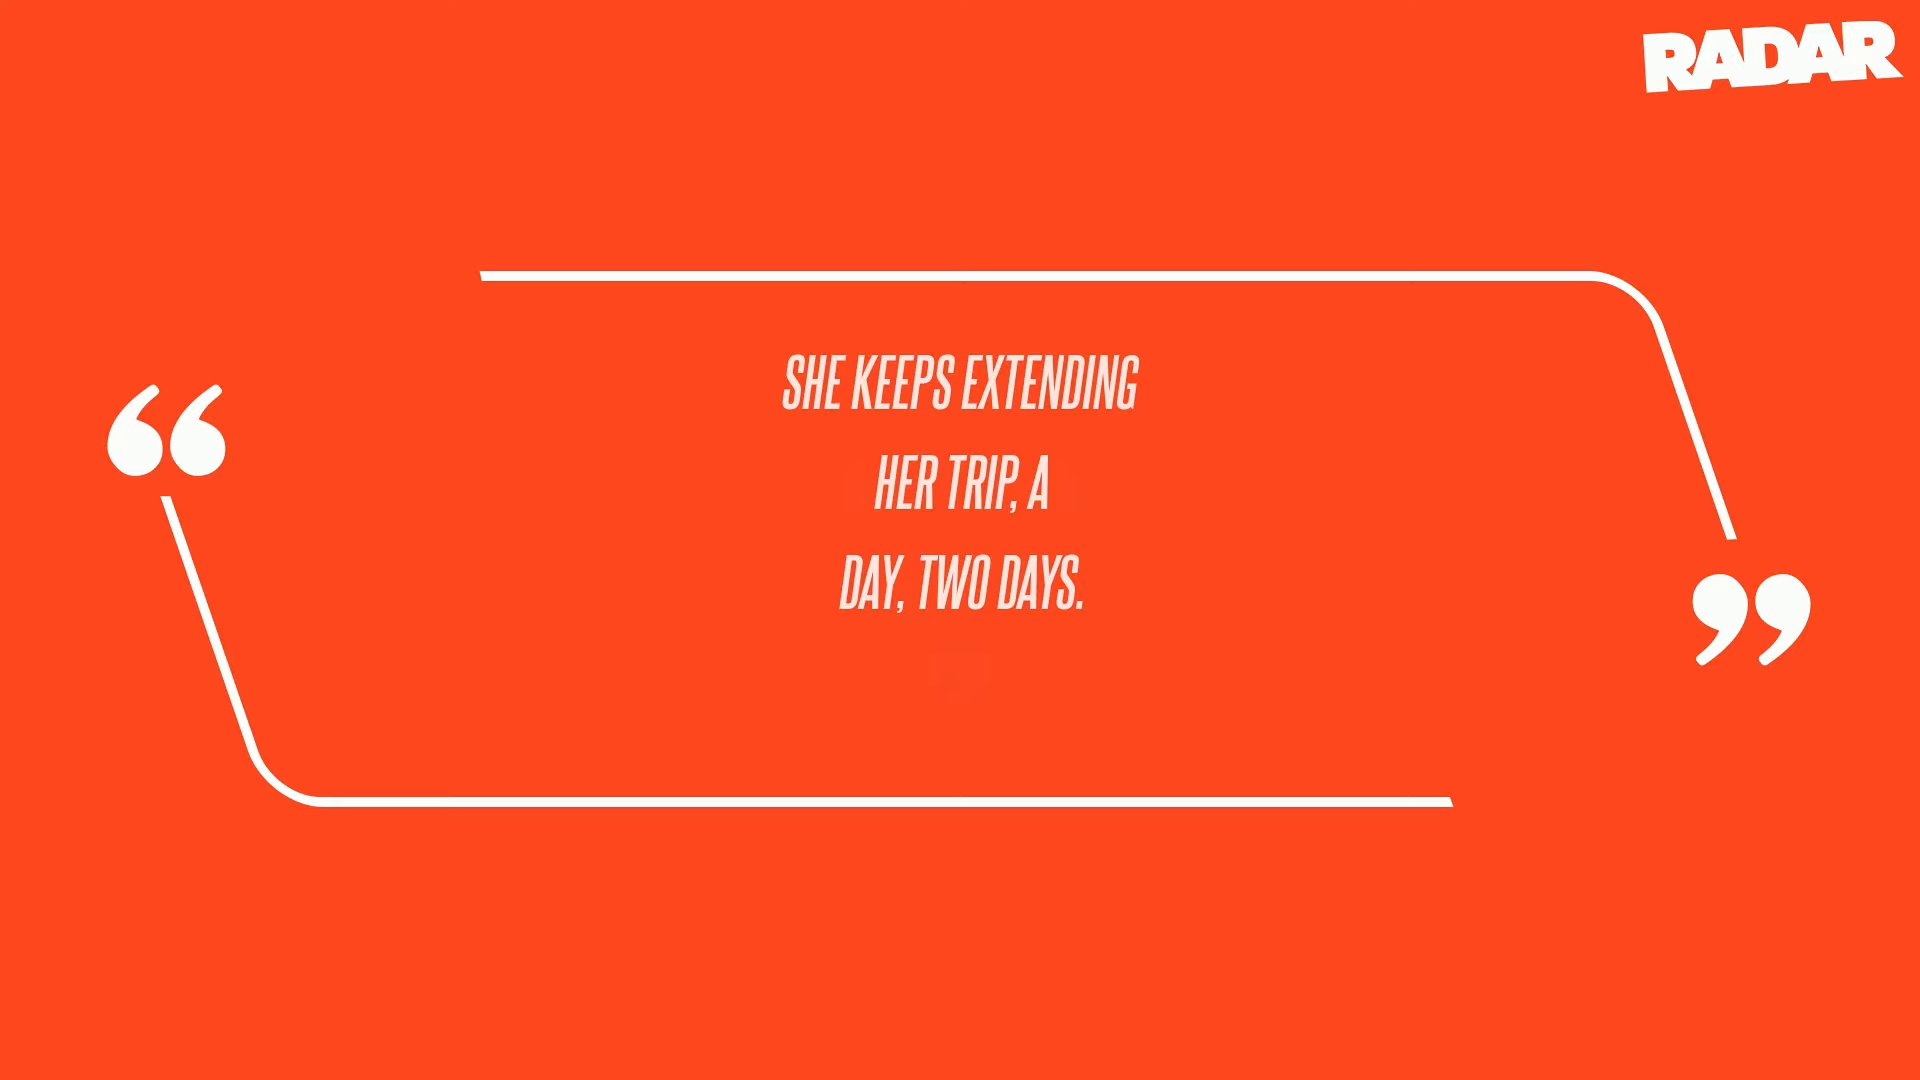 RADAR
“
SHE KEEPS EXTENDING
HER TRIP, A
DAY, TWO DAYS.
”